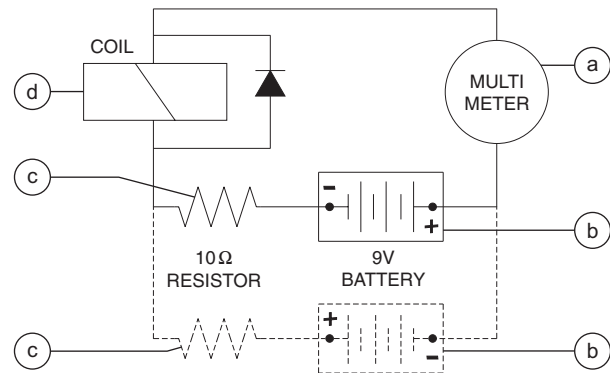 COIL
MULTI
METER
a
d
c
-
+
b
10Ω
RESISTOR
9V
BATTERY
c
+
-
b